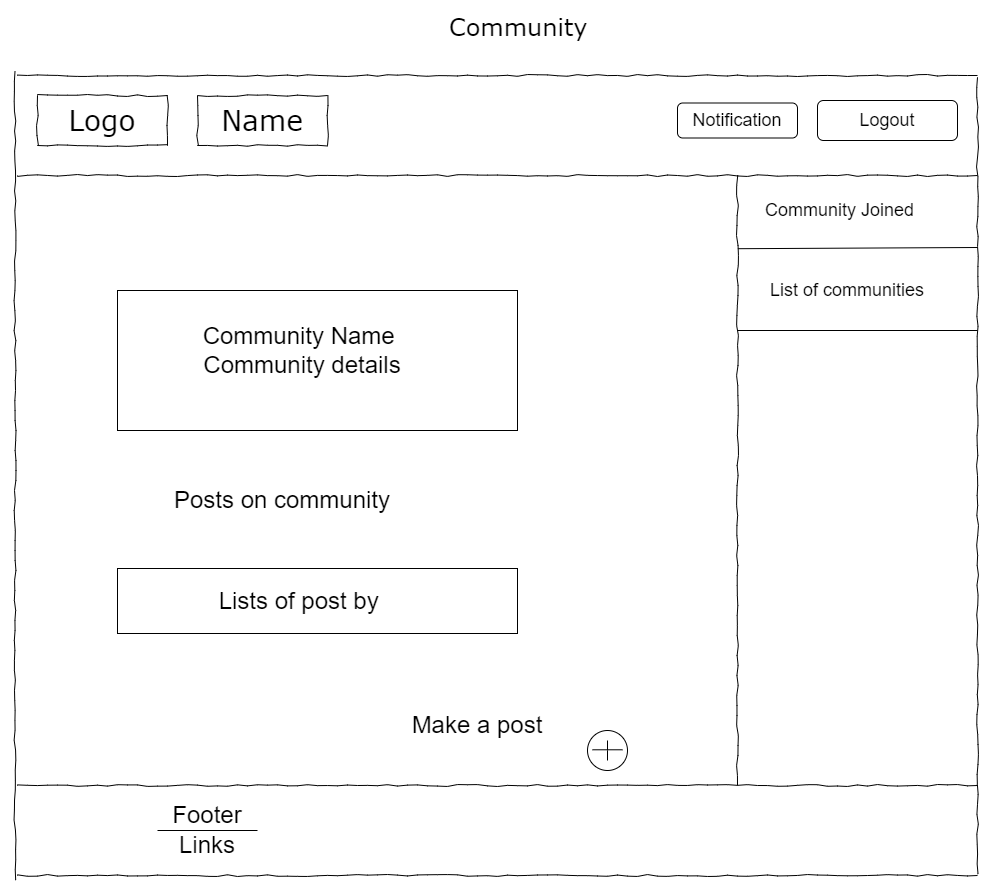 Community
Logo
Name
Notification
Logout
Community Joined
List of communities
Community Name
Community details
Posts on community
Lists of post by
Make a post
Footer
Links